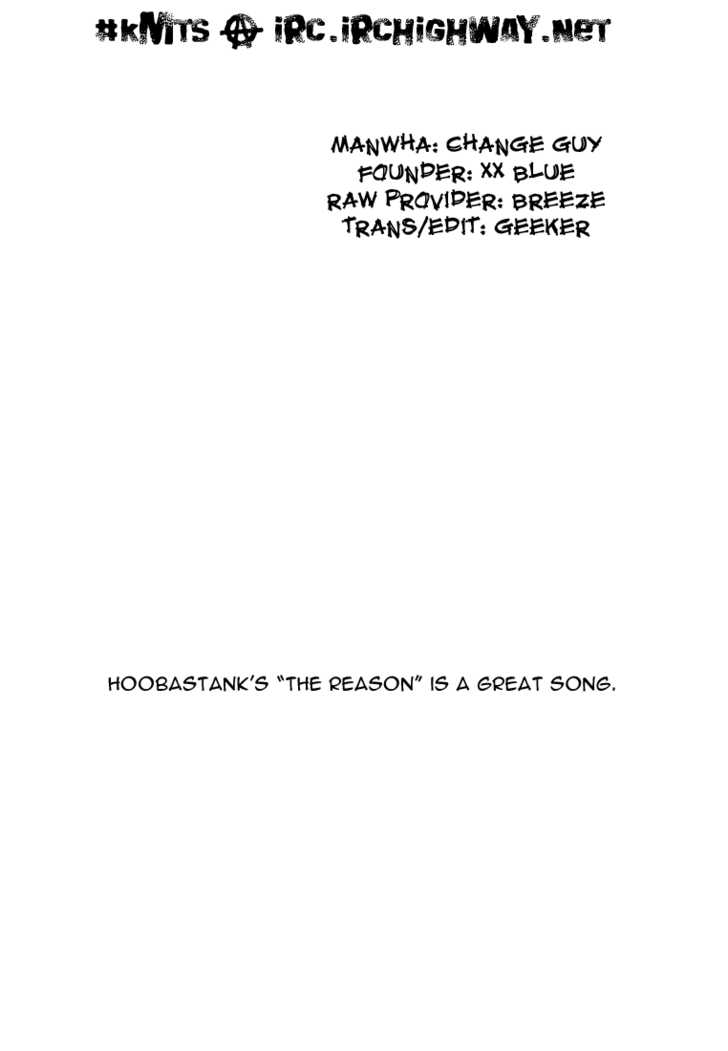 #KMTS @ IRC.IRCHIGHWAY.NET
MANWHA: CHANGE GUY
FOUNDER: XX BLUE
RAW PROVIDER: BREEZE
TRANS/EDIT: GEEKER
HOOBASTANK'S "THE REASON" IS A GREAT SONG.